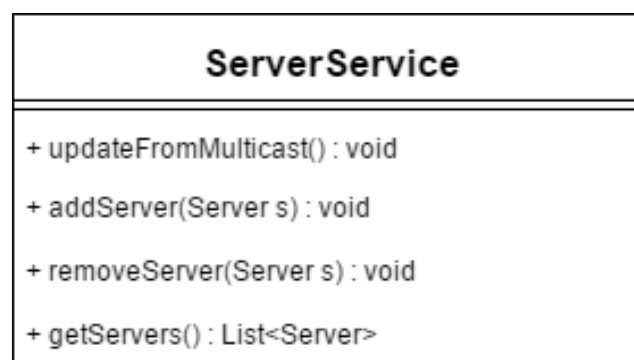 ServerService
+ updateFromMulticast() : void
+ addServer(Server s) : void
+ removeServer(Server s) : void
+ getServers() : List<Server>